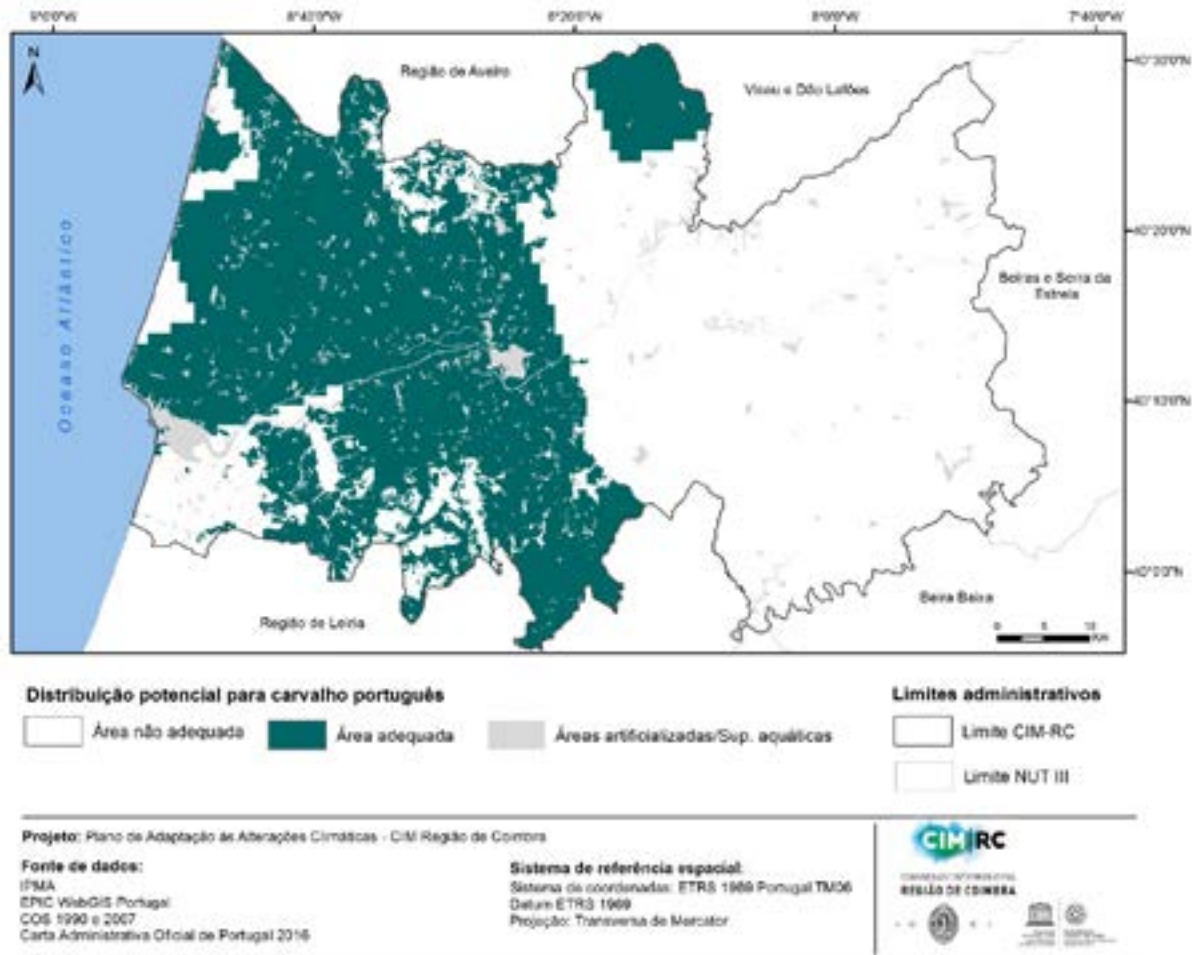 9°0'0"W 8°40'0"W 8°20'0"W 8°0'0"W 7°40'0"W
N
Região de Aveiro
Viseu e Dão Lafões
40°30'0"N
40°20'0"N
Beiras e Serra da
Estrela
Oceano Atlântico
40°10'0"N
40°0'0"N
Beira Baixa
Região de Leiria
0 5 10
Km
Distribuição potencial para carvalho português
Área não adequada
Área adequada
Áreas artificializadas/Sup. aquáticas
Limites administrativos
Limite CIM-RC
Limite NUT III
Projeto: Plano de Adaptação às Alterações Climáticas - CIM Região de Coimbra
Fonte de dados:
IPMA
EPIC WebGIS Portugal
COS 1990 e 2007
Carta Administrativa Oficial de Portugal 2016
Sistema de referência espacial:
Sistema de coordenadas: ETRS 1989 Portugal TM06
Datum ETRS 1989
Projeção: Transversa de Mercator
CIM RC
COMUNIDADE INTERMUNICIPAL
REGIÃO DE COIMBRA